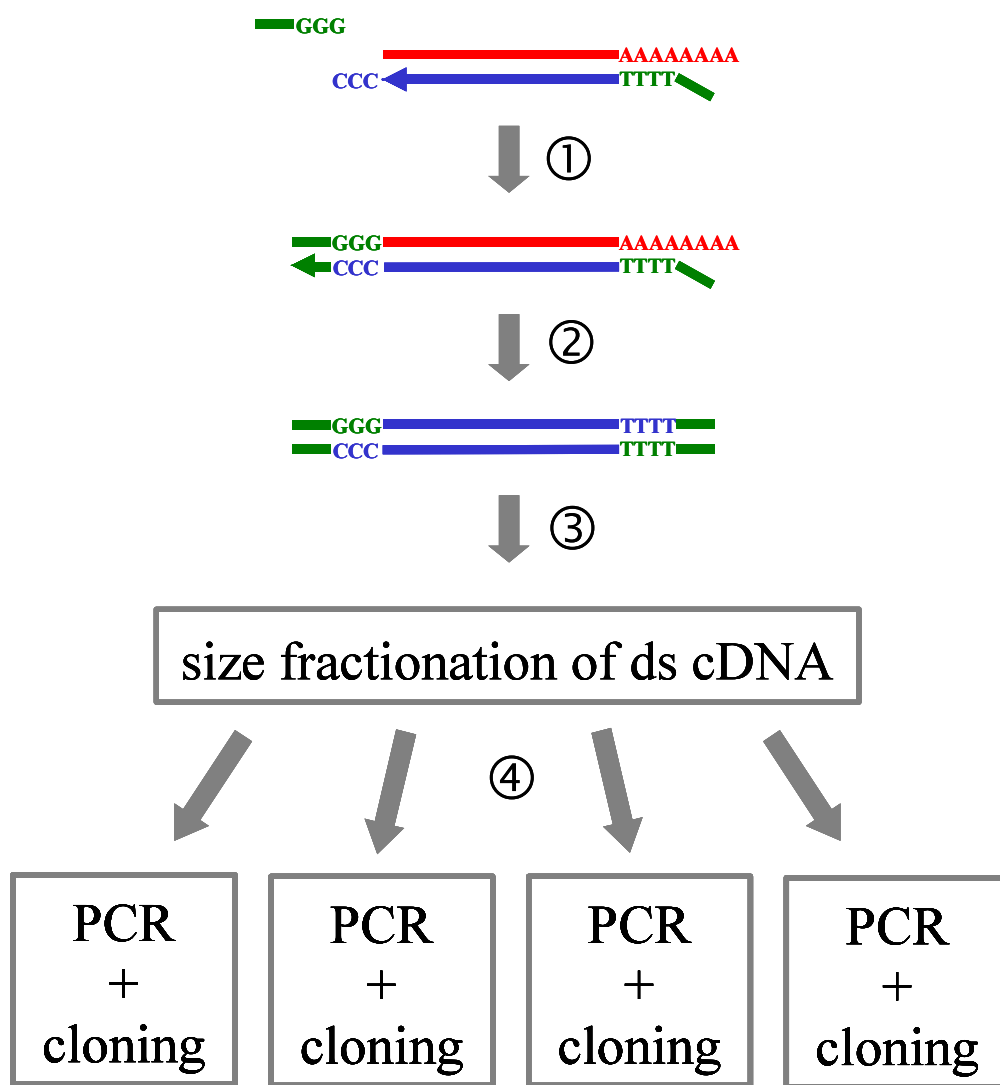 GGG
AAAAAAAA
CCC TTTT
①
GGG AAAAAAAA
CCC TTTT
②
GGG TTTT
CCC TTTT
③
size fractionation of ds cDNA
④
PCR PCR PCR PCR
+ + + +
cloning cloning cloning cloning